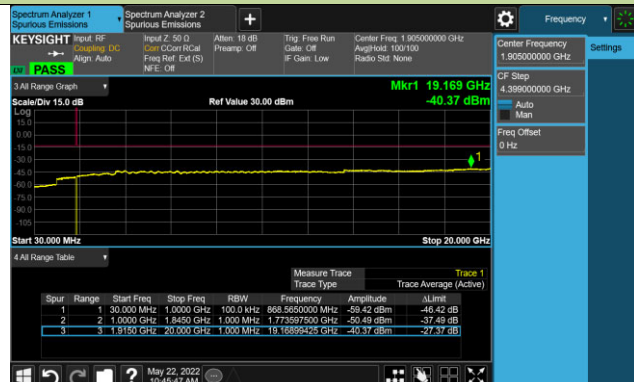 Spectrum Analyzer 1
Spurious Emissions
Spectrum Analyzer 2
Spurious Emissions
+
Frequency
KEYSIGHT
Input: RF
Coupling: DC
Align: Auto
Input Z: 50 Ω
Corr CCorr RCal
Freq Ref: Ext (S)
NFE: Off
Atten: 18 dB
Preamp: Off
Trig: Free Run
Gate: Off
IF Gain: Low
Center Freq: 1.905000000 GHz
Avg|Hold: 100/100
Radio Std: None
PASS
Center Frequency
1.905000000 GHz
Settings
CF Step
4.399000000 GHz
Auto
Man
Freq Offset
0 Hz
3 All Range Graph
Mkr1 19.169 GHz
-40.37 dBm
Scale/Div 15.0 dB
Ref Value 30.00 dBm
Log
15.0
0.00
-15.0
-30.0
-45.0
-60.0
-75.0
-90.0
-105
1
Start 30.000 MHz
Stop 20.000 GHz
4 All Range Table
Measure Trace Trace 1
Trace Type Trace Average (Active)
Spur Range Start Freq Stop Freq RBW Frequency Amplitude ΔLimit
1 1 30.000 MHz 1.0000 GHz 100.0 kHz 868.5650000 MHz -59.42 dBm -46.42 dB
2 2 1.0000 GHz 1.8450 GHz 1.000 MHz 1.773597500 GHz -50.49 dBm -37.49 dB
3 3 1.9150 GHz 20.000 GHz 1.000 MHz 19.16899425 GHz -40.37 dBm -27.37 dB
?
May 22, 2022
10:45:47 AM